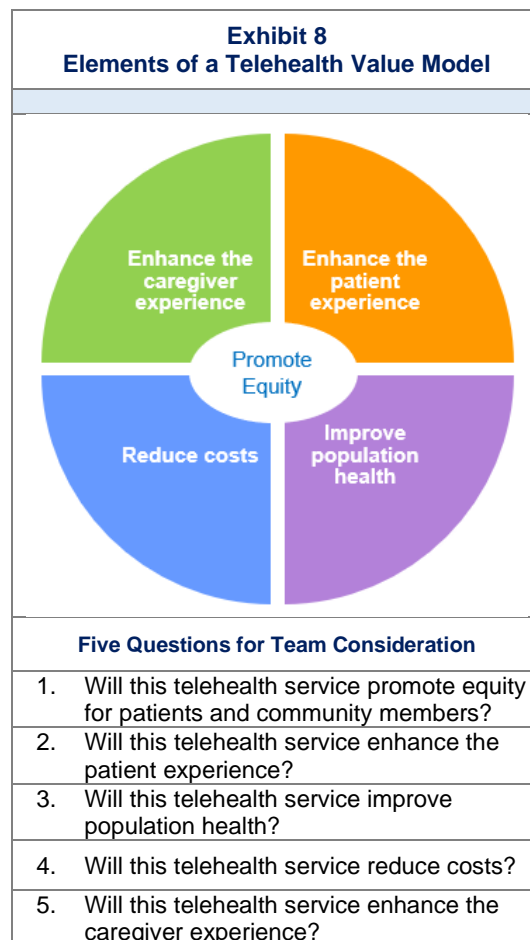 Exhibit 8
Elements of a Telehealth Value Model
Enhance the
caregiver
experience
Enhance the
patient
experience
Promote
Equity
Reduce costs
Improve
population
health
Five Questions for Team Consideration
1. Will this telehealth service promote equity
for patients and community members?
2. Will this telehealth service enhance the
patient experience?
3. Will this telehealth service improve
population health?
4. Will this telehealth service reduce costs?
5. Will this telehealth service enhance the
caregiver experience?